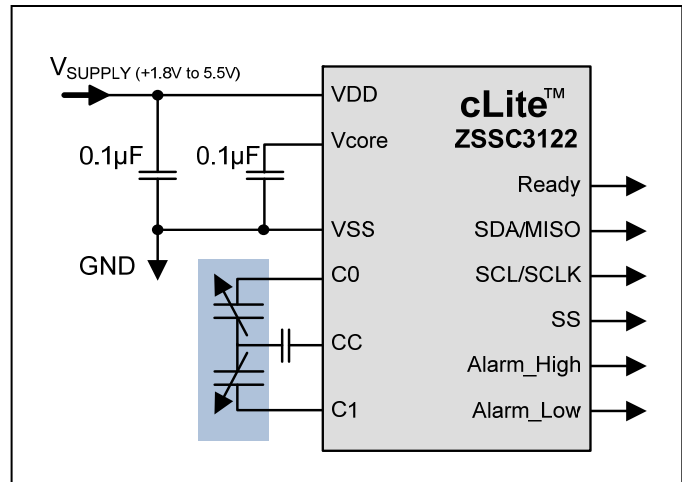 VSUPPLY (+1.8V to 5.5V)
VDD
cLite™
ZSSC3122
Vcore
0.1µF
0.1µF
Ready
VSS
SDA/MISO
GND
C0
SCL/SCLK
SS
CC
Alarm_High
C1
Alarm_Low